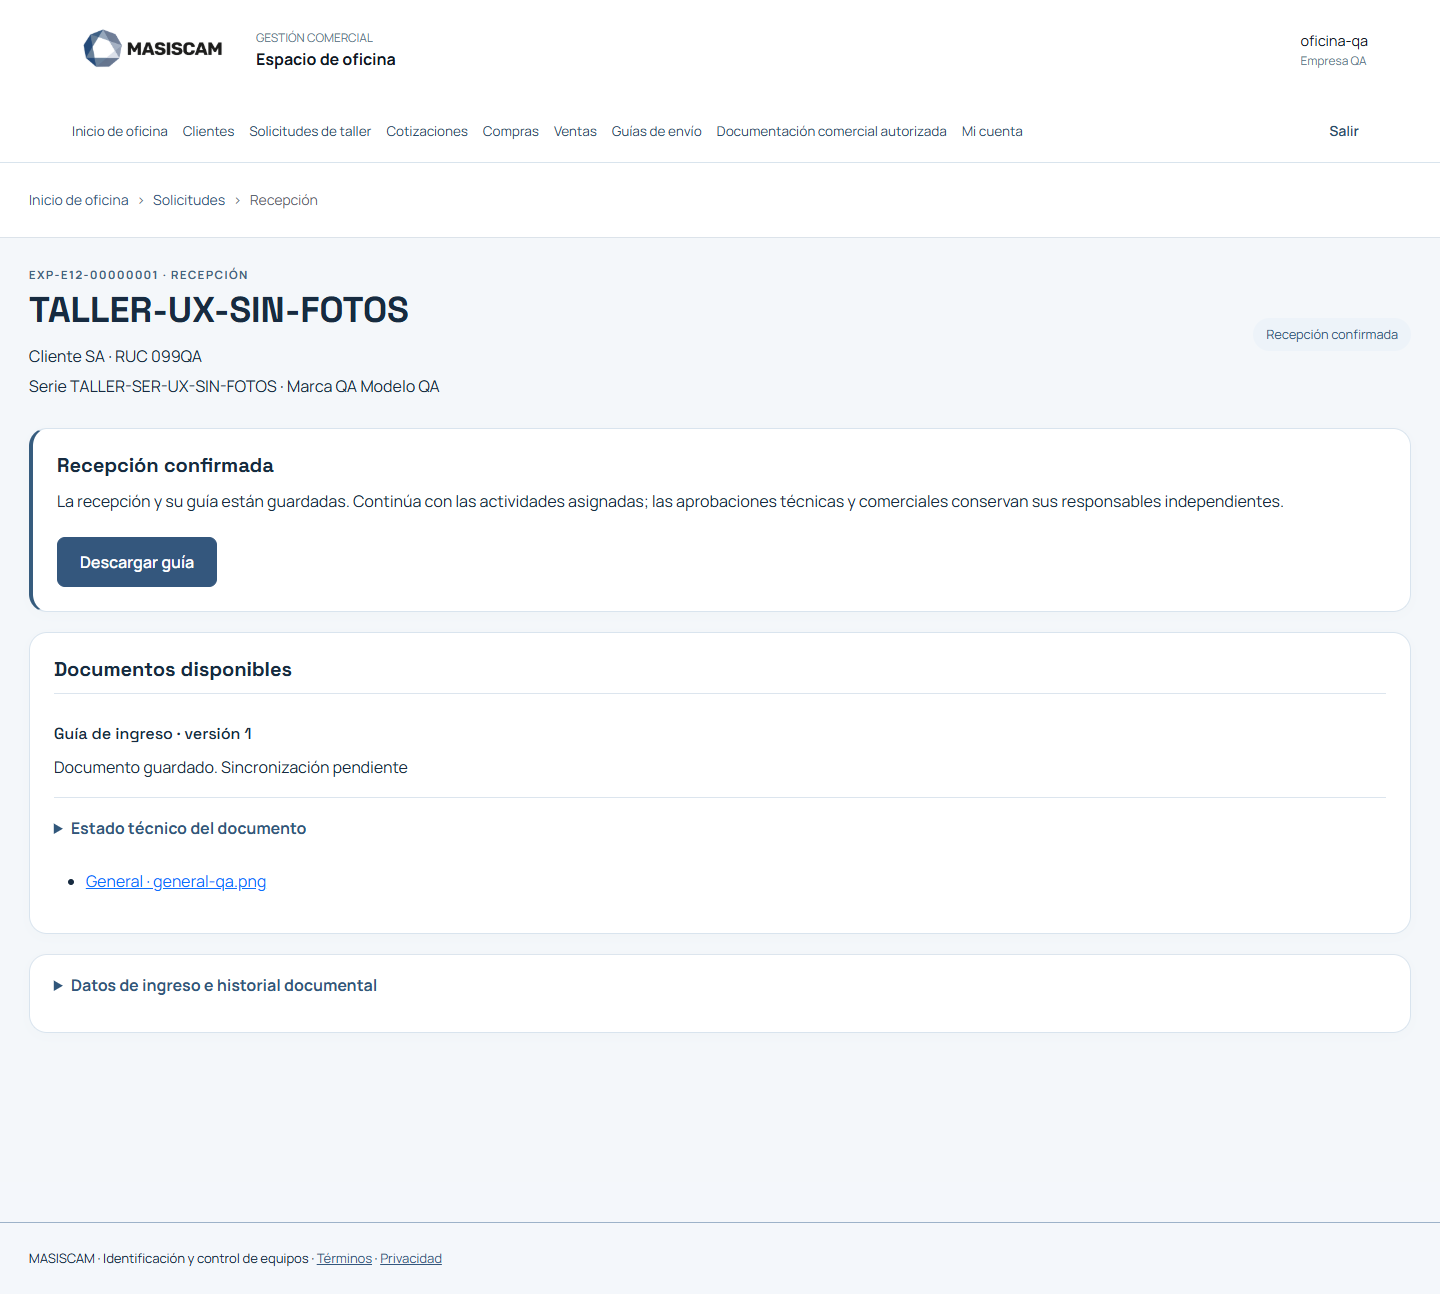 MASISCAM
GESTIÓN COMERCIAL
Espacio de oficina
oficina-qa
Empresa QA
Inicio de oficina Clientes Solicitudes de taller Cotizaciones Compras Ventas Guías de envío Documentación comercial autorizada Mi cuenta Salir
Inicio de oficina › Solicitudes › Recepción
EXP-E12-00000001 · RECEPCIÓN
TALLER-UX-SIN-FOTOS
Cliente SA · RUC 099QA
Serie TALLER-SER-UX-SIN-FOTOS · Marca QA Modelo QA
Recepción confirmada
Recepción confirmada
La recepción y su guía están guardadas. Continúa con las actividades asignadas; las aprobaciones técnicas y comerciales conservan sus responsables independientes.
Descargar guía
Documentos disponibles
Guía de ingreso · versión 1
Documento guardado. Sincronización pendiente
Estado técnico del documento
General · general-qa.png
Datos de ingreso e historial documental
MASISCAM · Identificación y control de equipos · Términos · Privacidad